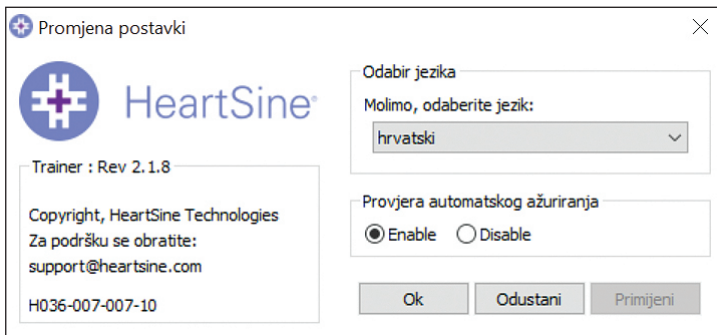 Promjena postavki
HeartSine®
Trainer : Rev 2.1.8
Copyright, HeartSine Technologies
Za podršku se obratite:
support@heartsine.com
H036-007-007-10
Odabir jezika
Molimo, odaberite jezik:
hrvatski
Provjera automatskog ažuriranja
Enable Disable
Ok Odustani Primijeni